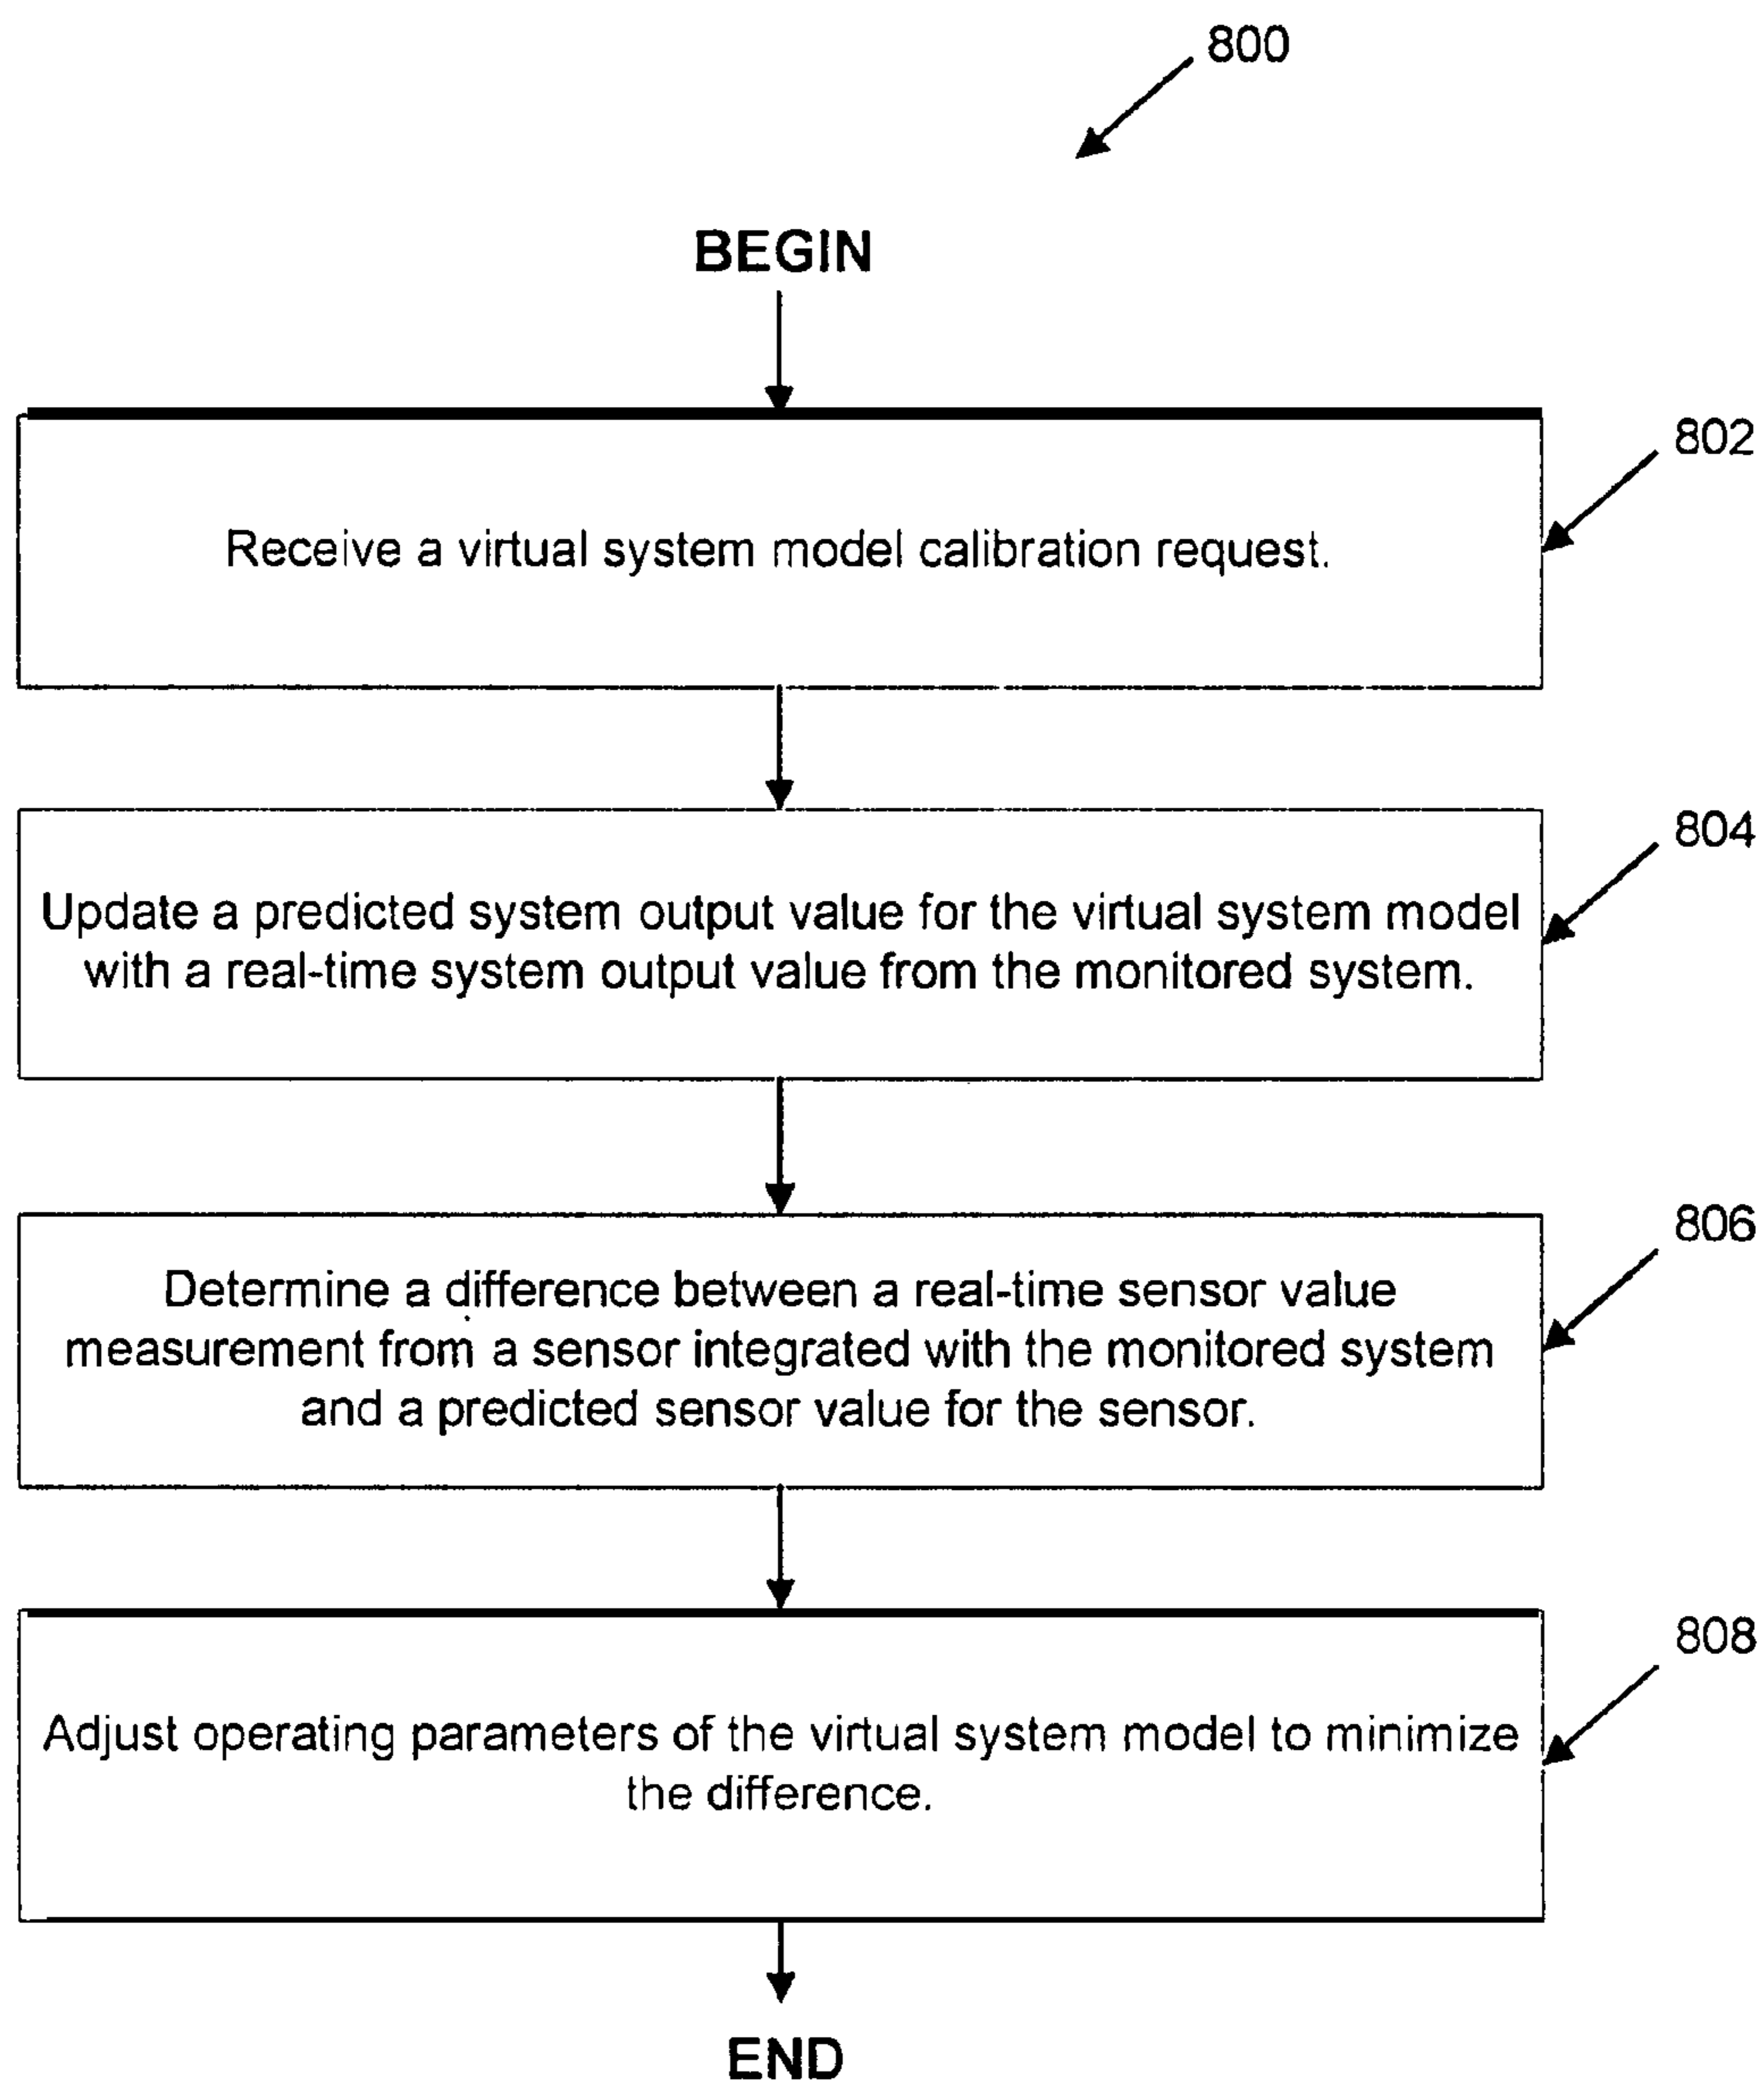 800
BEGIN
802
Receive a virtual system model calibration request.
804
Update a predicted system output value for the virtual system model
with a real-time system output value from the monitored system.
806
Determine a difference between a real-time sensor value
measurement from a sensor integrated with the monitored system
and a predicted sensor value for the sensor.
808
Adjust operating parameters of the virtual system model to minimize
the difference.
END